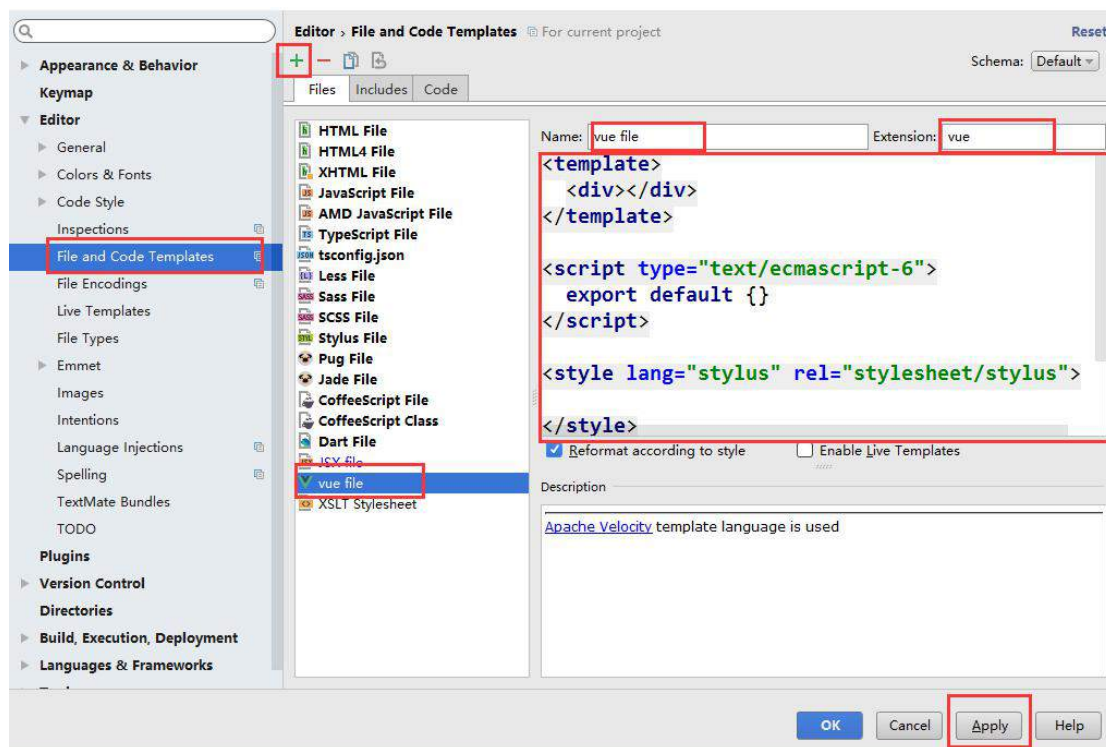 Editor › File and Code Templates For current project Reset
Appearance & Behavior
Keymap
Editor
General
Colors & Fonts
Code Style
Inspections
File and Code Templates
File Encodings
Live Templates
File Types
Emmet
Images
Intentions
Language Injections
Spelling
TextMate Bundles
TODO
Plugins
Version Control
Directories
Build, Execution, Deployment
Languages & Frameworks
Schema: Default
Files Includes Code
HTML File
HTML4 File
XHTML File
JavaScript File
AMD JavaScript File
TypeScript File
tsconfig.json
Less File
Sass File
SCSS File
Stylus File
Pug File
Jade File
CoffeeScript File
CoffeeScript Class
Dart File
JSX file
vue file
XSLT Stylesheet
Name: vue file Extension: vue
<template>
  <div></div>
</template>
<script type="text/ecmascript-6">
  export default {}
</script>
<style lang="stylus" rel="stylesheet/stylus">
</style>
Reformat according to style Enable Live Templates
Description
Apache Velocity template language is used
OK Cancel Apply Help